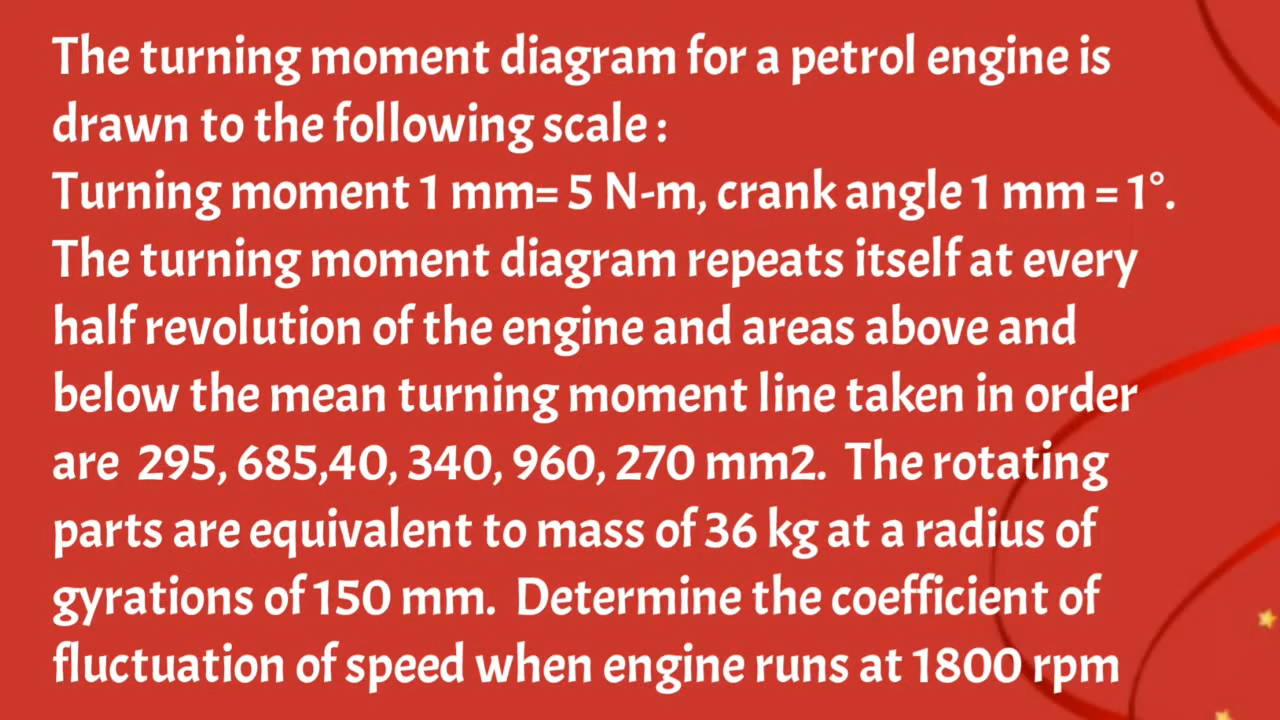 The turning moment diagram for a petrol engine is
drawn to the following scale :
Turning moment 1 mm= 5 N-m, crank angle 1 mm = 1°.
The turning moment diagram repeats itself at every
half revolution of the engine and areas above and
below the mean turning moment line taken in order
are 295, 685,40, 340, 960, 270 mm2. The rotating
parts are equivalent to mass of 36 kg at a radius of
gyrations of 150 mm. Determine the coefficient of
fluctuation of speed when engine runs at 1800 rpm